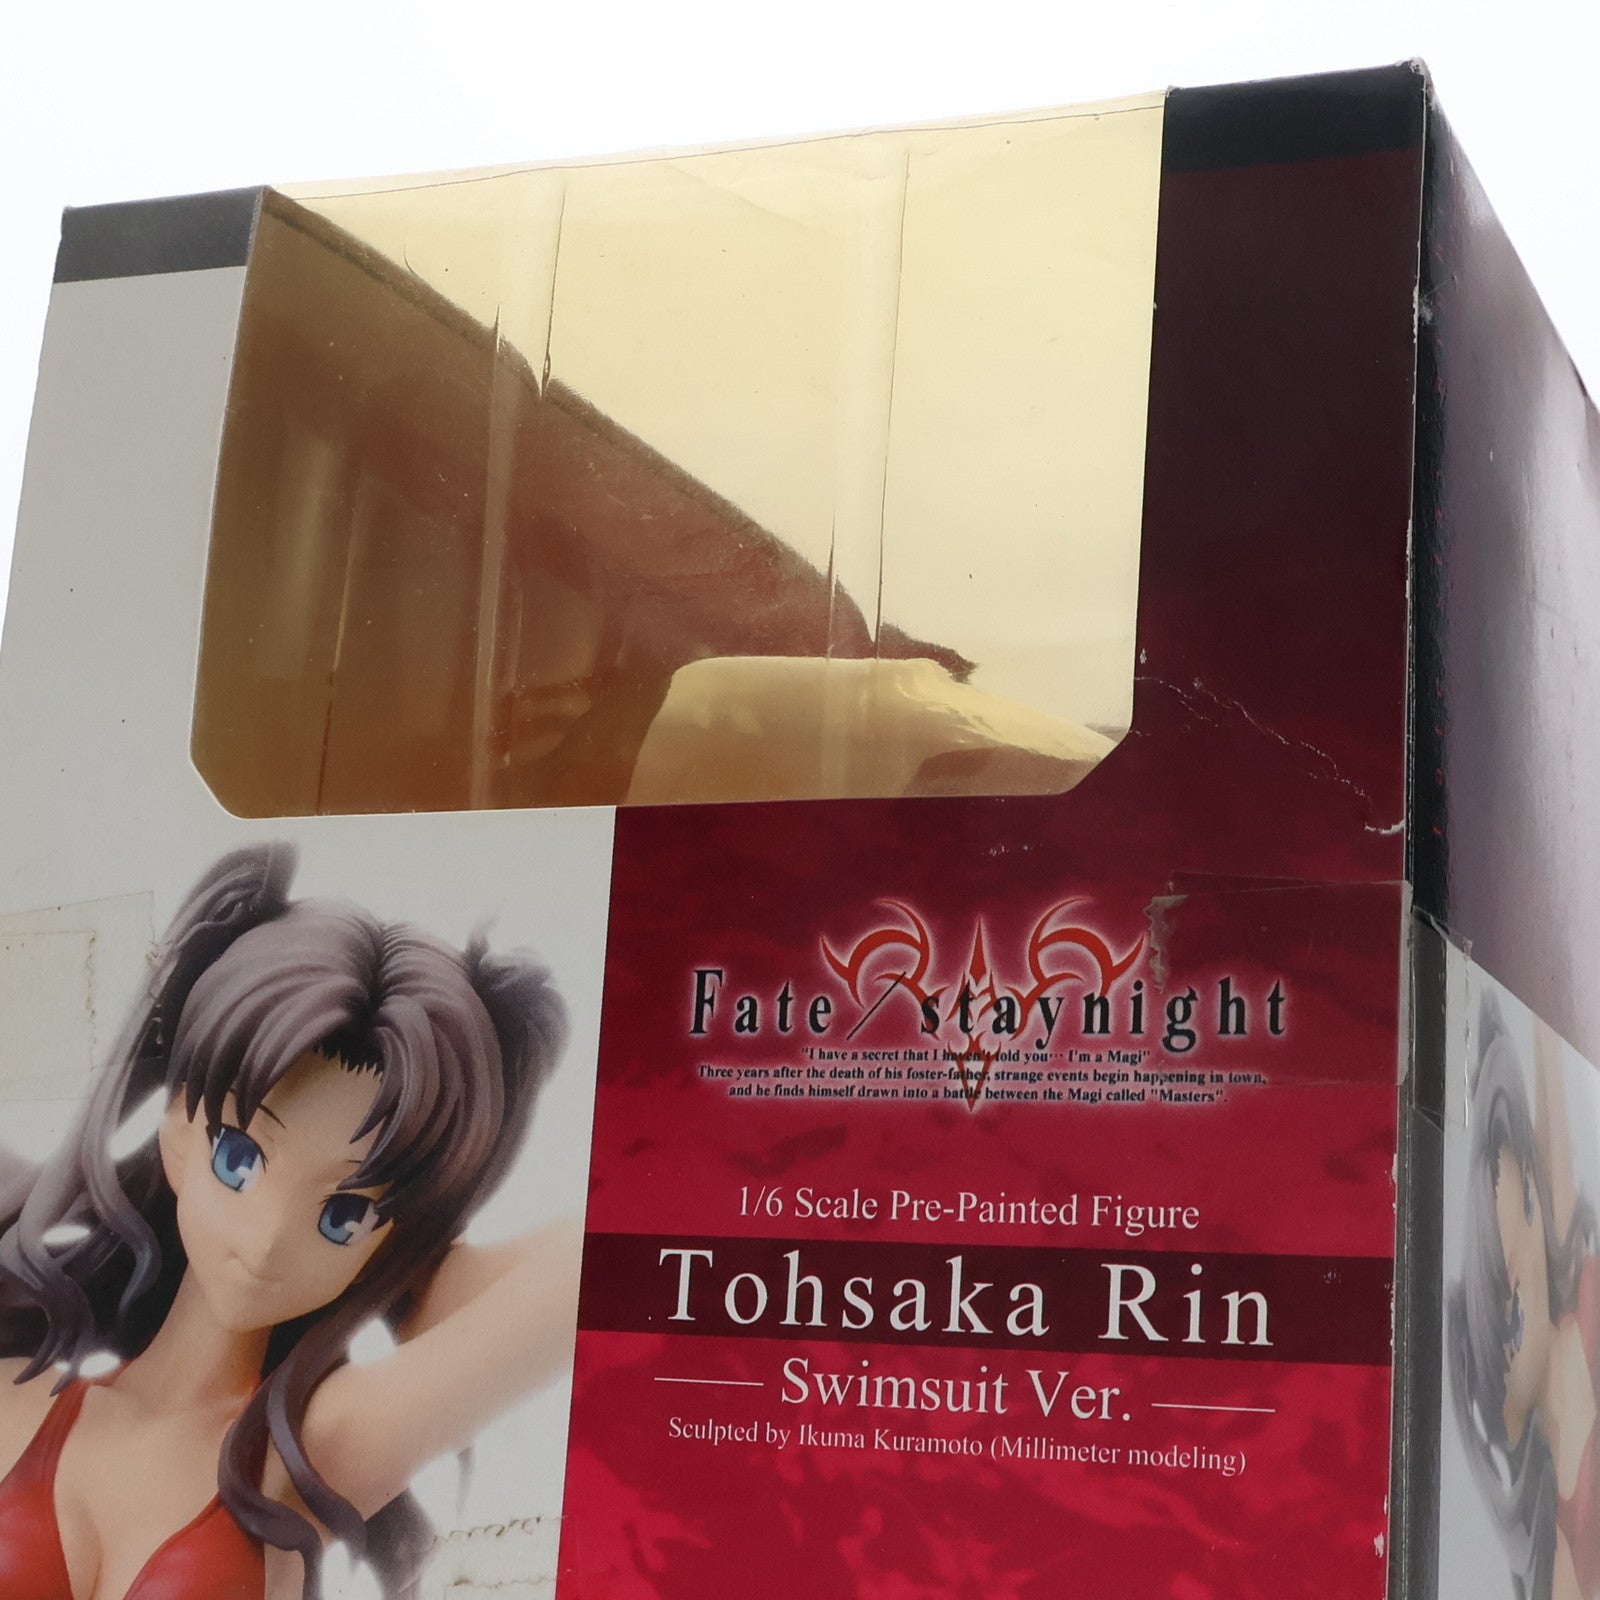 Fate/stay night
"I have a secret that I haven't told you··· I'm a Magi"
Three years after the death of his foster-father, strange events begin happening in town,
and he finds himself drawn into a battle between the Magi called "Masters".
1/6 Scale Pre-Painted Figure
Tohsaka Rin
Swimsuit Ver.
Sculpted by Ikuma Kuramoto (Millimeter modeling)